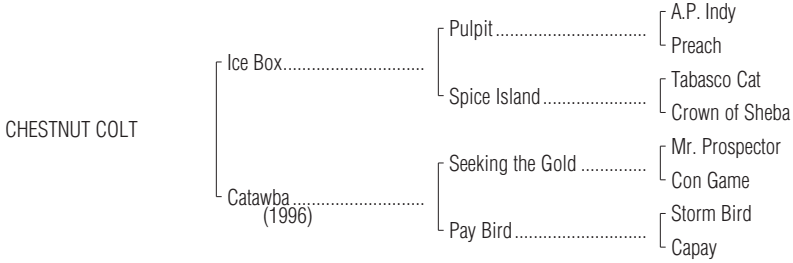 A.P. Indy
Pulpit..................................
Preach
Ice Box................................
Tabasco Cat
Spice Island.......................
Crown of Sheba
CHESTNUT COLT
Mr. Prospector
Seeking the Gold ..............
Con Game
Catawba..............................
(1996)
Storm Bird
Pay Bird.............................
Capay